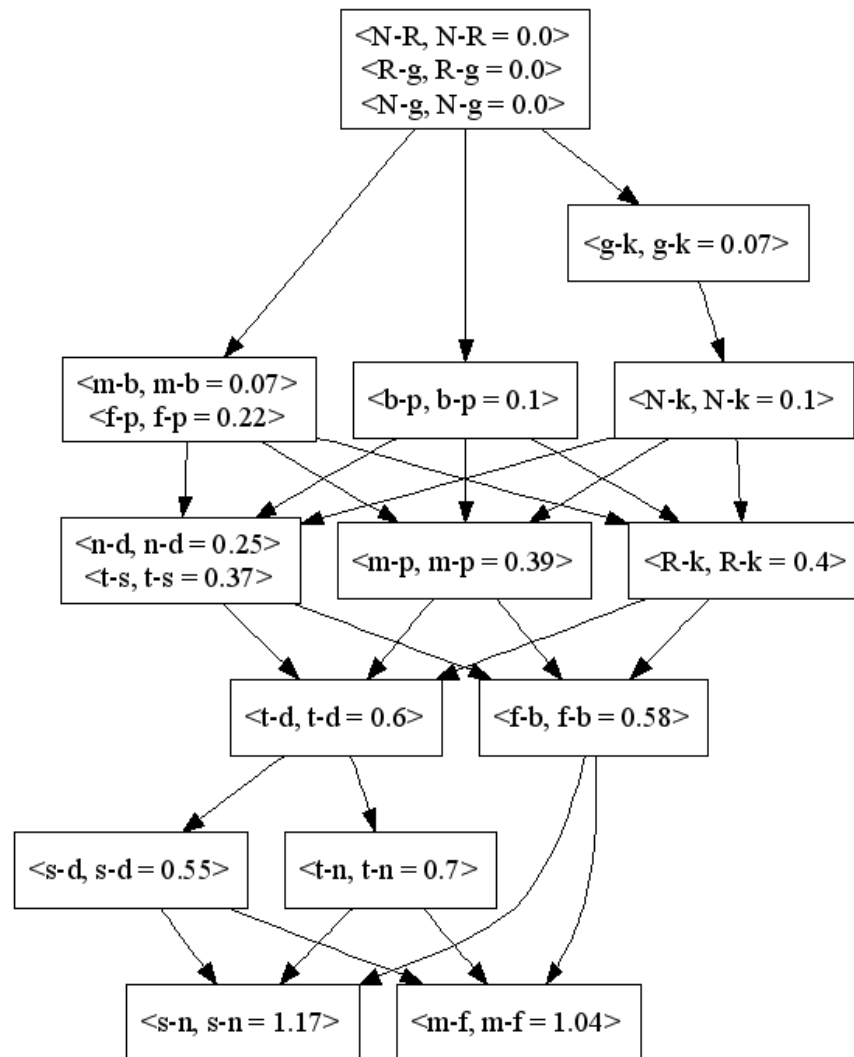 <N-R, N-R = 0.0>
<R-g, R-g = 0.0>
<N-g, N-g = 0.0>
<g-k, g-k = 0.07>
<m-b, m-b = 0.07>
<f-p, f-p = 0.22>
<b-p, b-p = 0.1>
<N-k, N-k = 0.1>
<n-d, n-d = 0.25>
<t-s, t-s = 0.37>
<m-p, m-p = 0.39>
<R-k, R-k = 0.4>
<t-d, t-d = 0.6>
<f-b, f-b = 0.58>
<s-d, s-d = 0.55>
<t-n, t-n = 0.7>
<s-n, s-n = 1.17>
<m-f, m-f = 1.04>